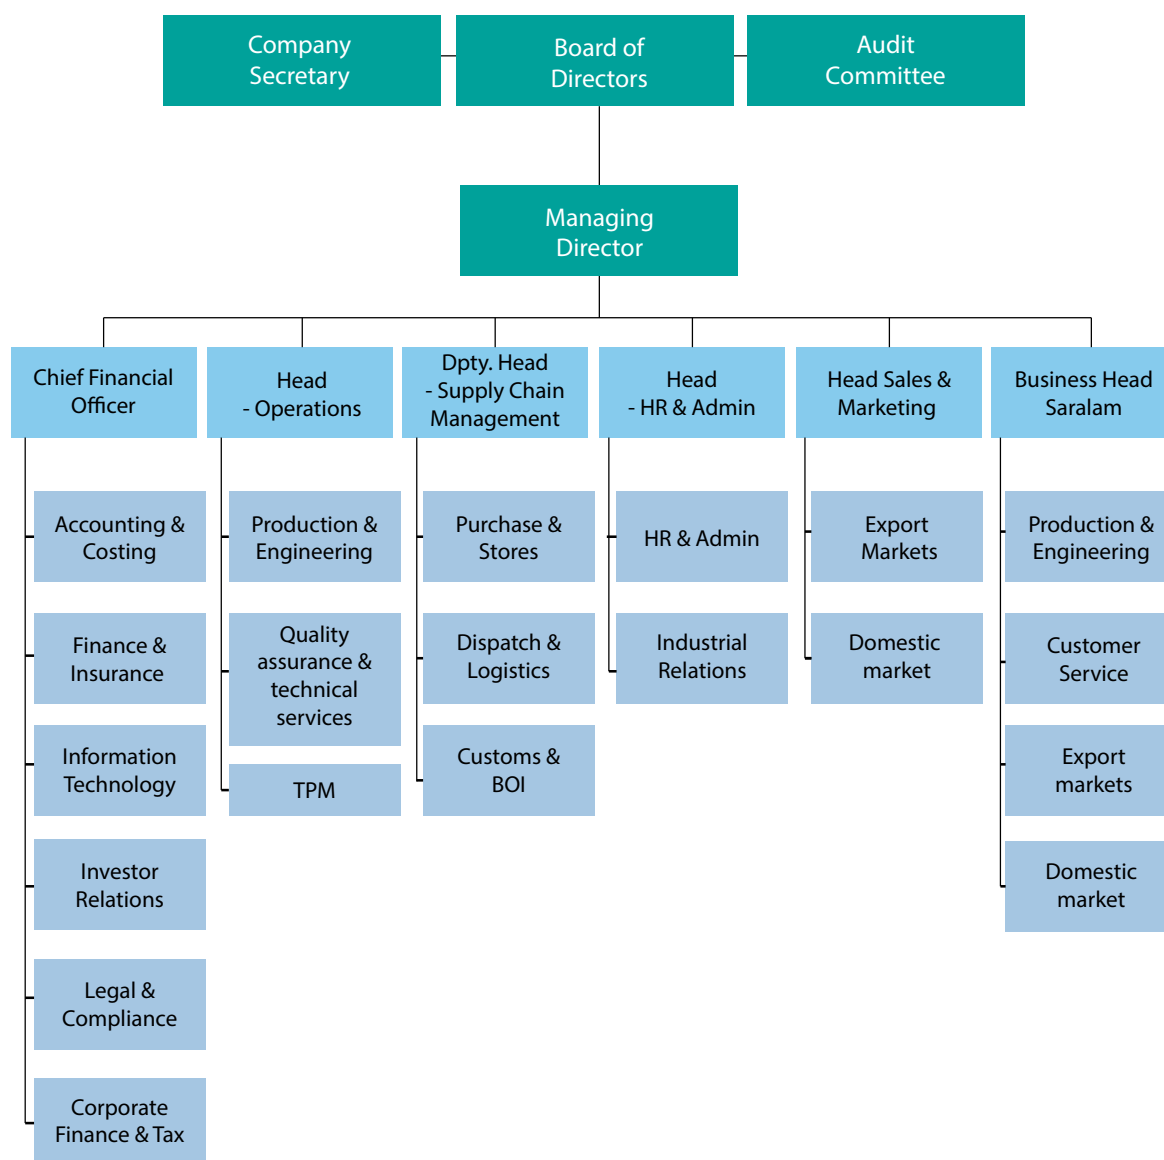 Company
Secretary
Board of
Directors
Audit
Committee
Managing
Director
Chief Financial
Officer
Head
- Operations
Dpty. Head
- Supply Chain
Management
Head
- HR & Admin
Head Sales &
Marketing
Business Head
Saralam
Accounting &
Costing
Finance &
Insurance
Information
Technology
Investor
Relations
Legal &
Compliance
Corporate
Finance & Tax
Production &
Engineering
Quality
assurance &
technical
services
TPM
Purchase &
Stores
Dispatch &
Logistics
Customs &
BOI
HR & Admin
Industrial
Relations
Export
Markets
Domestic
market
Production &
Engineering
Customer
Service
Export
markets
Domestic
market